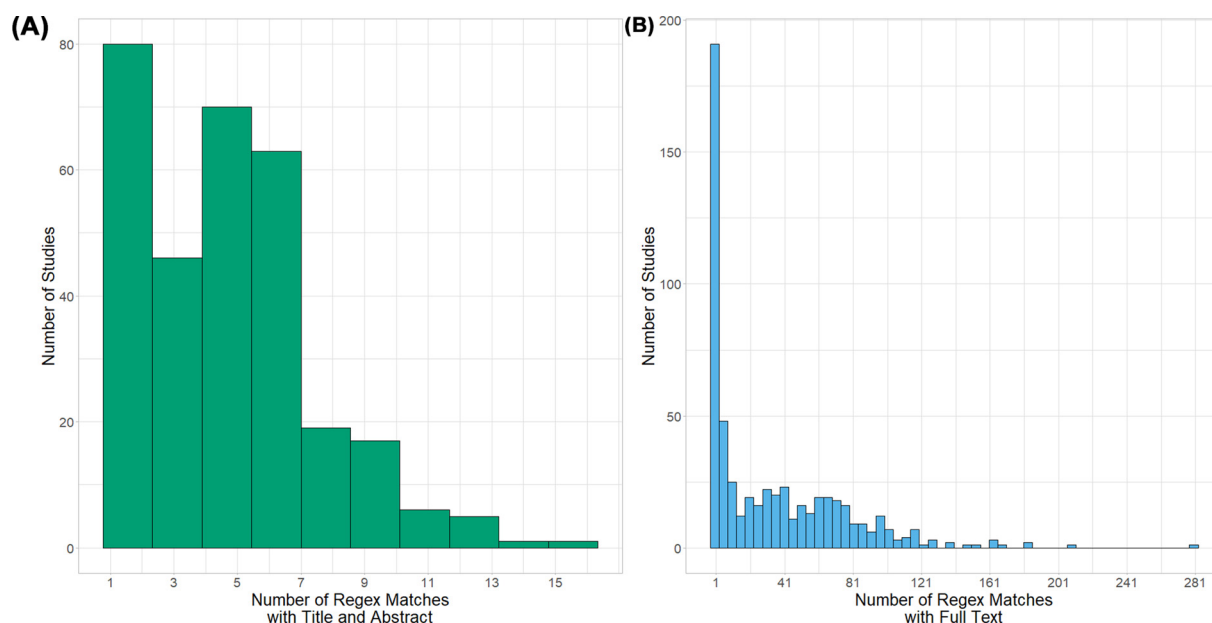 (A)
80
60
40
20
0
Number of Studies
1 3 5 7 9 11 13 15
Number of Regex Matches
with Title and Abstract
(B)
200
150
100
50
0
Number of Studies
1 41 81 121 161 201 241 281
Number of Regex Matches
with Full Text